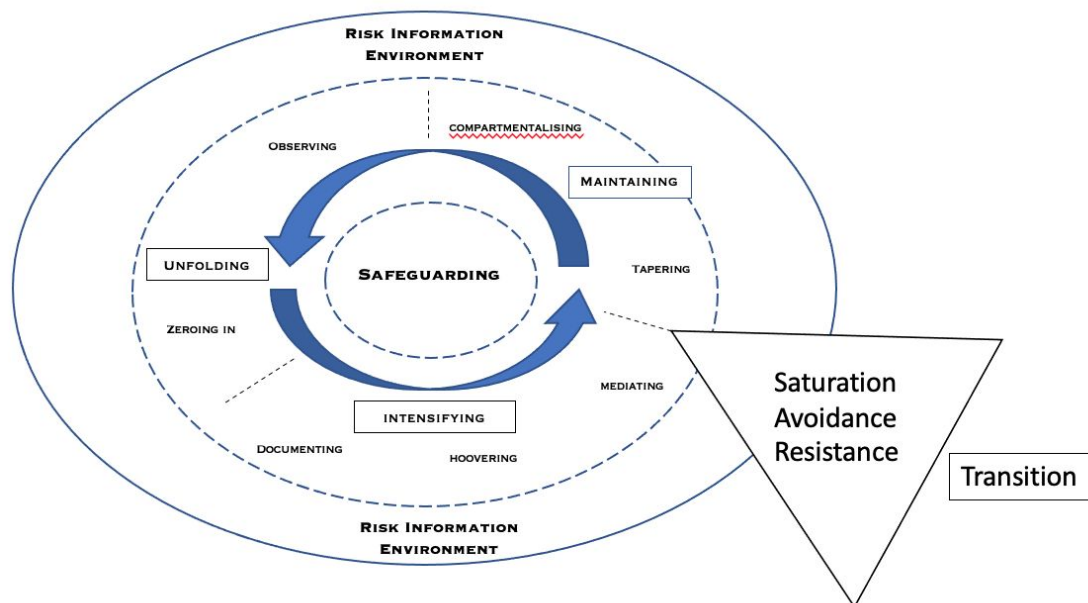 RISK INFORMATION
ENVIRONMENT
COMPARTMENTALISING
OBSERVING
MAINTAINING
UNFOLDING
SAFEGUARDING
TAPERING
ZEROING IN
MEDIATING
INTENSIFYING
DOCUMENTING
HOOVERING
Saturation
Avoidance
Resistance
Transition
RISK INFORMATION
ENVIRONMENT